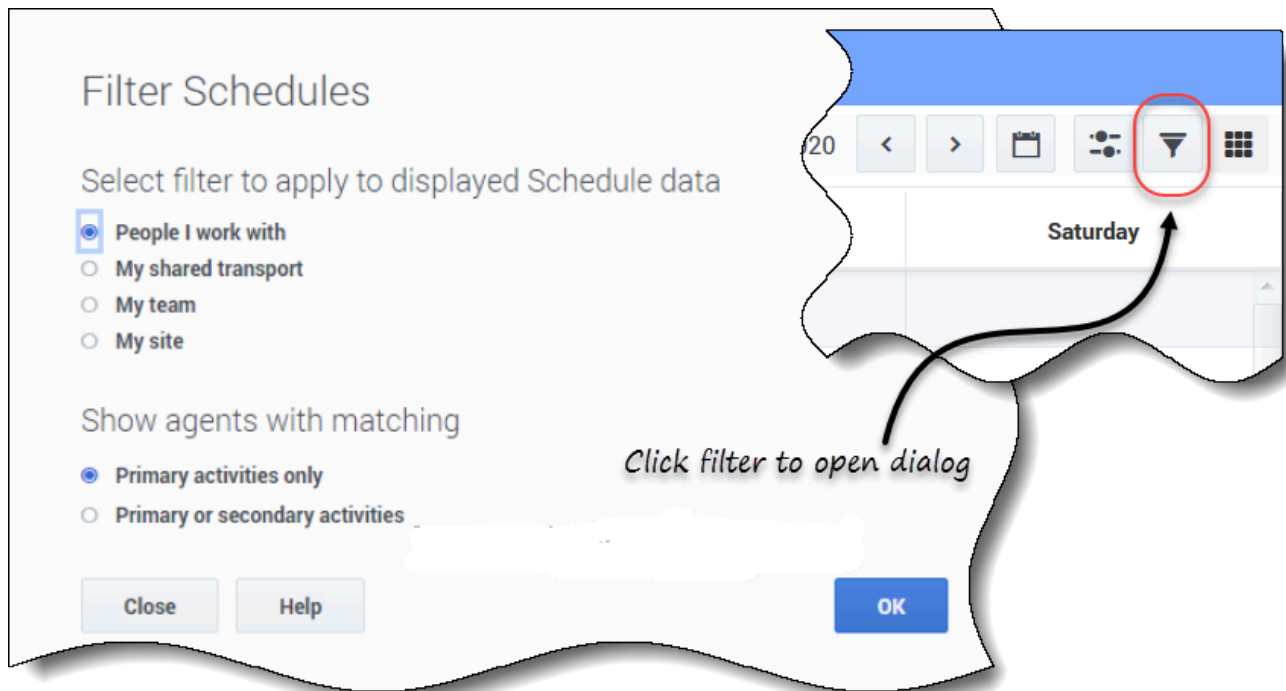 Filter Schedules
Select filter to apply to displayed Schedule data
People I work with
My shared transport
My team
My site
Show agents with matching
Primary activities only
Primary or secondary activities
Close
Help
OK
020
Saturday
Click filter to open dialog